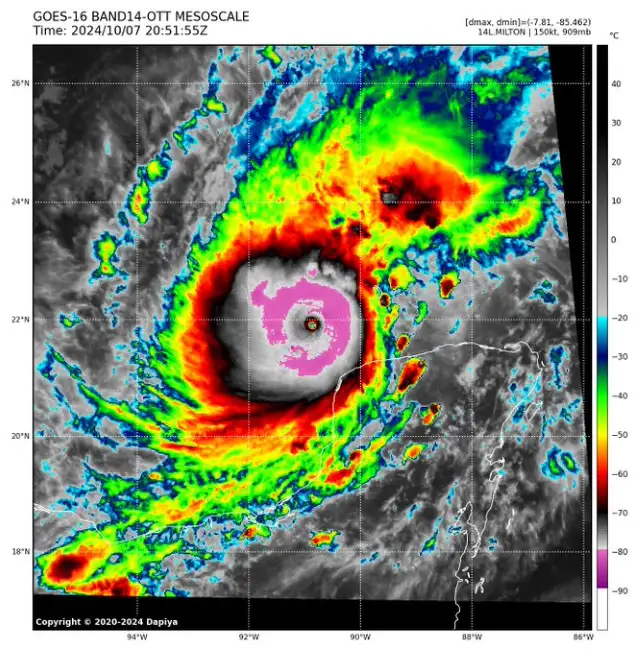 GOES-16 BAND14-OTT MESOSCALE
Time: 2024/10/07 20:51:55Z
[dmax, dmin]=(-7.81, -85.462)
14L.MILTON | 150kt, 909mb
°C
40
30
20
10
0
−10
−20
−30
−40
−50
−60
−70
−80
−90
26°N
24°N
22°N
20°N
18°N
94°W
92°W
90°W
88°W
86°W
Copyright © 2020-2024 Dapiya